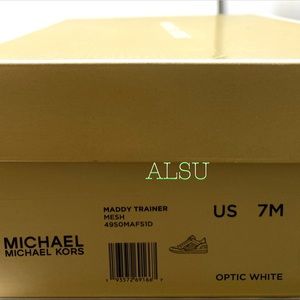 ALSU
MADDY TRAINER
MESH
49S0MAFS1D
US 7M
MICHAEL
MICHAEL KORS
OPTIC WHITE